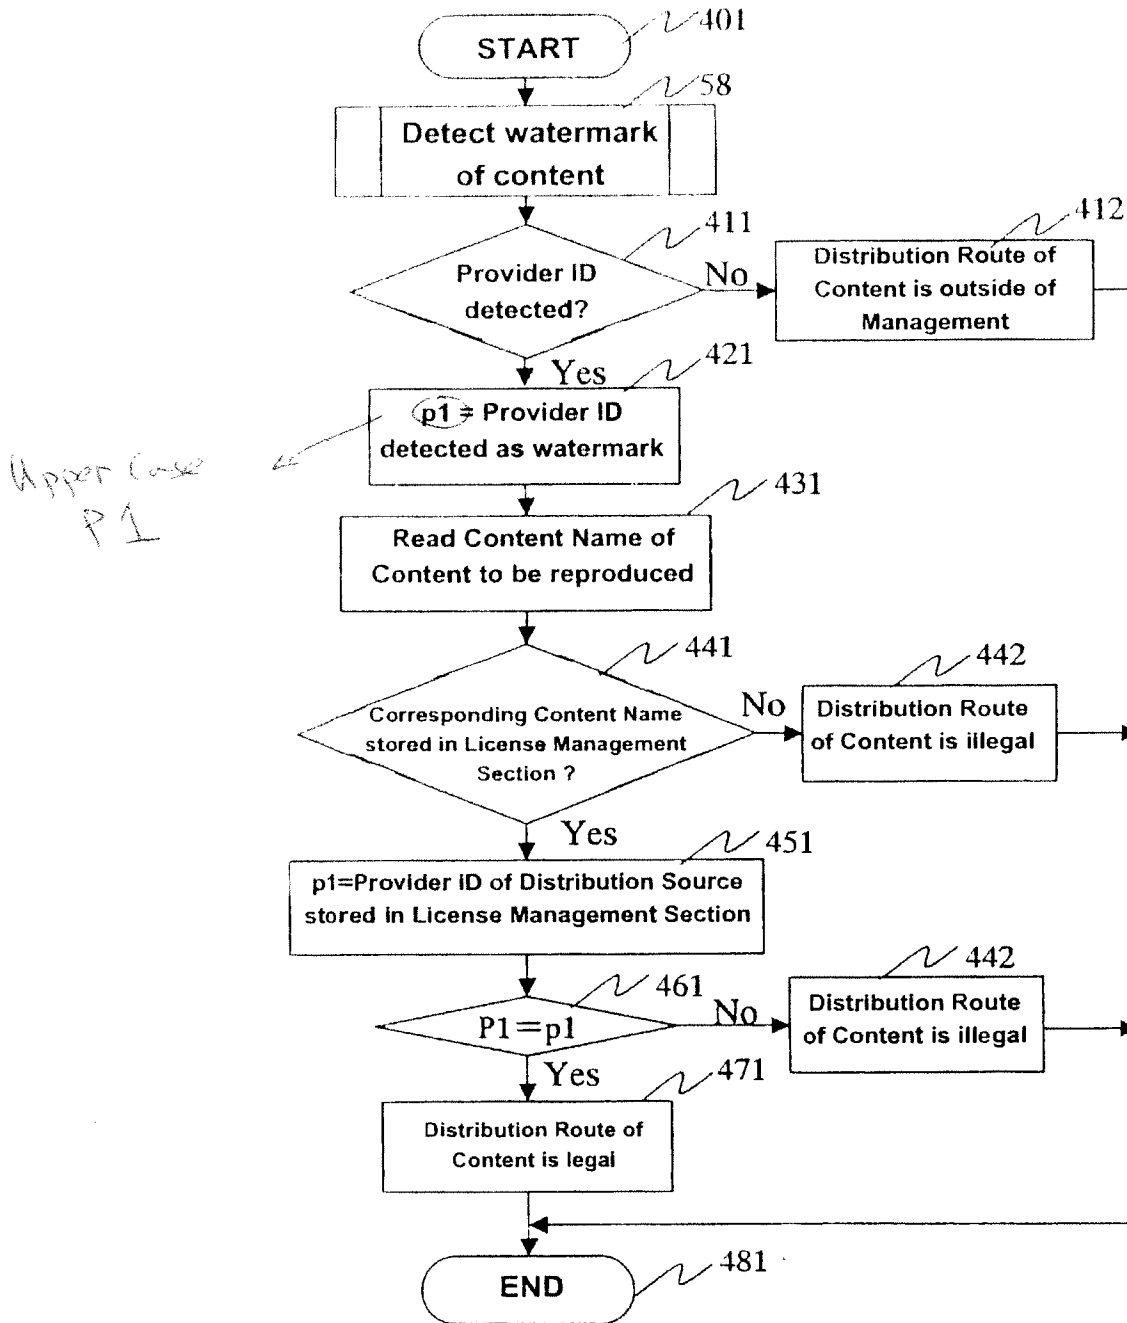 START
401
58
Detect watermark
of content
411
Provider ID
detected?
No
412
Distribution Route of
Content is outside of
Management
Yes
421
p1 = Provider ID
detected as watermark
Upper Case
P1
431
Read Content Name of
Content to be reproduced
441
Corresponding Content Name
stored in License Management
Section ?
No
442
Distribution Route
of Content is illegal
Yes
451
p1=Provider ID of Distribution Source
stored in License Management Section
461
P1=p1
No
442
Distribution Route
of Content is illegal
Yes
471
Distribution Route of
Content is legal
END
481